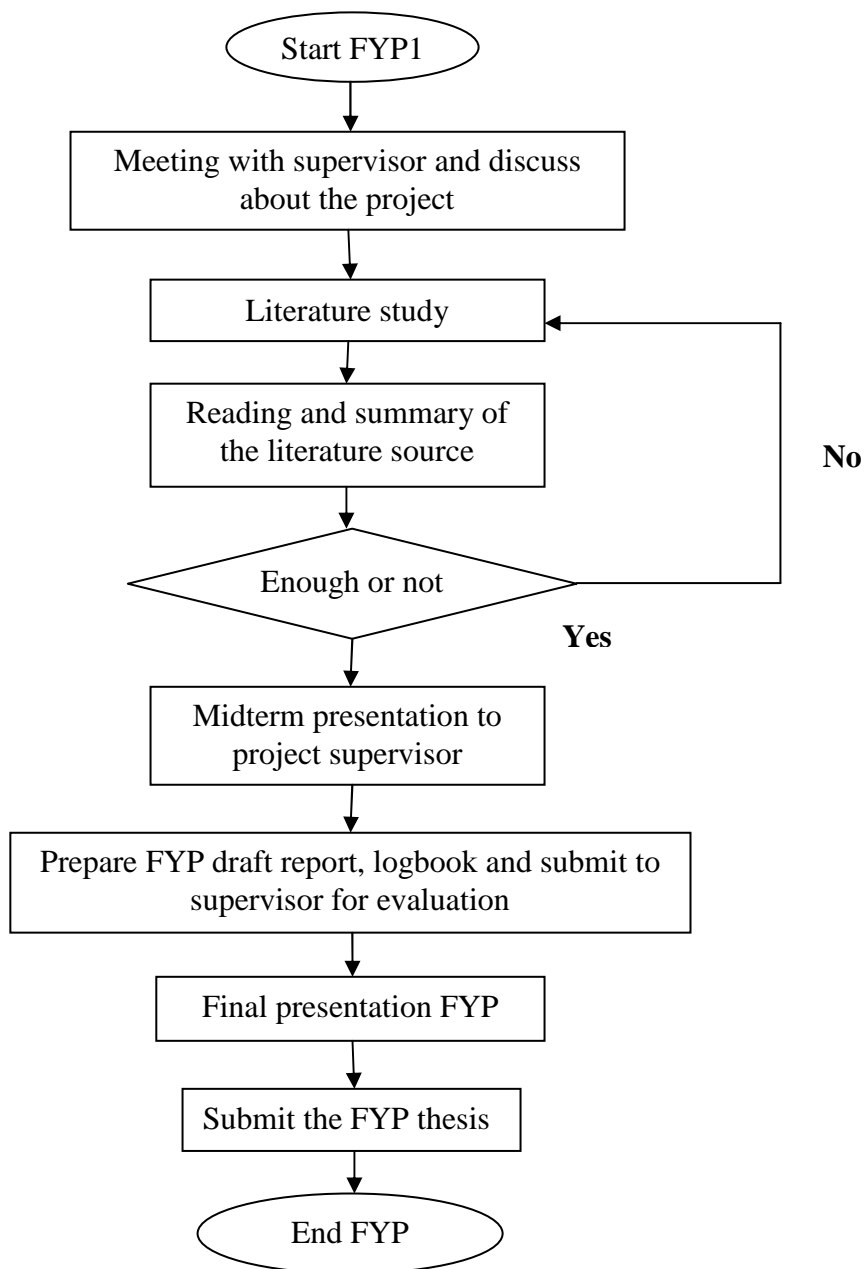 Start FYP1
Meeting with supervisor and discuss
about the project
Literature study
Reading and summary of
the literature source
No
Enough or not
Yes
Midterm presentation to
project supervisor
Prepare FYP draft report, logbook and submit to
supervisor for evaluation
Final presentation FYP
Submit the FYP thesis
End FYP